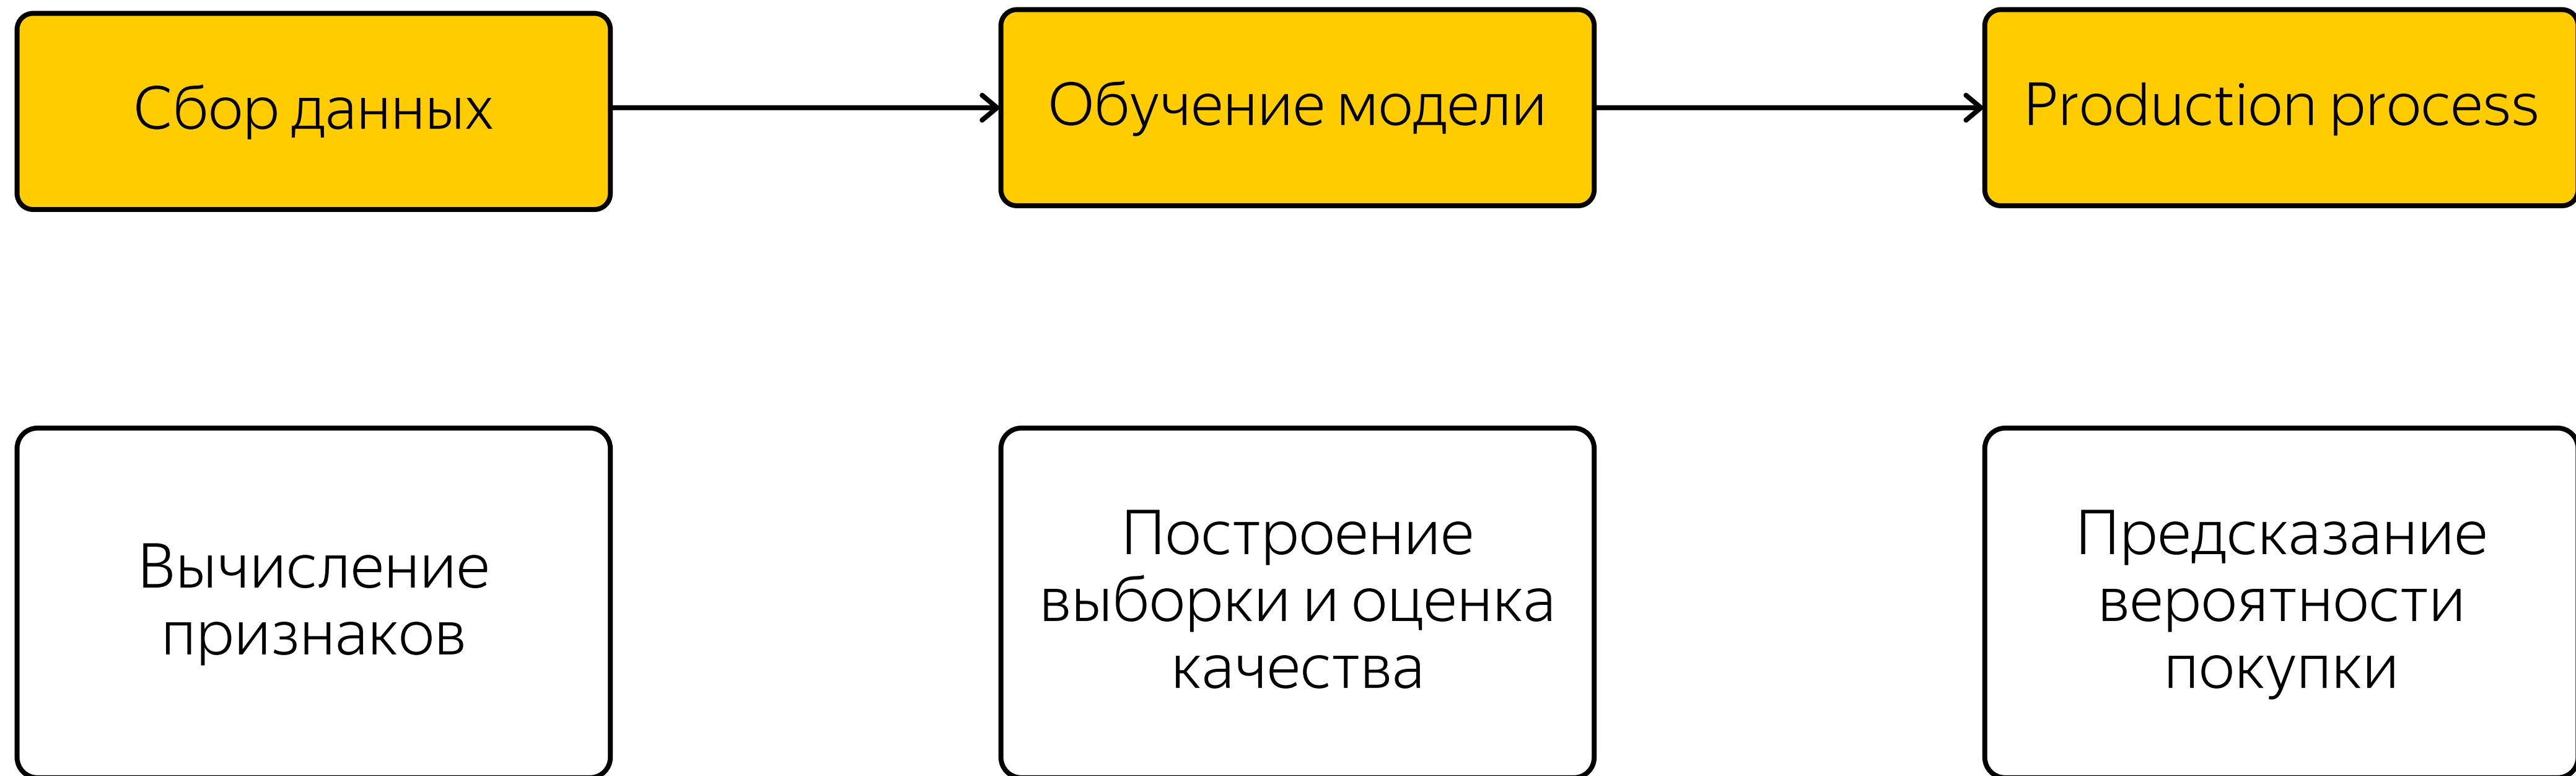 Сбор данных
Обучение модели
Production process
Вычисление
признаков
Построение
выборки и оценка
качества
Предсказание
вероятности
покупки